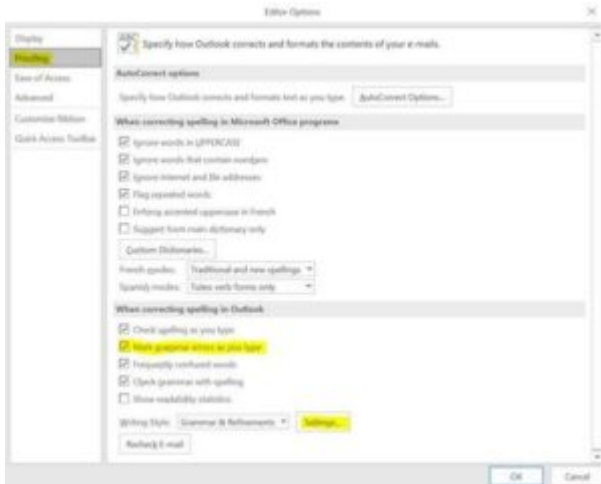 Editor Options
Display
Proofing
Ease of Access
Advanced
Customize Ribbon
Quick Access Toolbar
Specify how Outlook corrects and formats the contents of your e-mails.
AutoCorrect options
Specify how Outlook corrects and formats text as you type: AutoCorrect Options...
When correcting spelling in Microsoft Office programs
Ignore words in UPPERCASE
Ignore words that contain numbers
Ignore Internet and file addresses
Flag repeated words
Enforce accented uppercase in French
Suggest from main dictionary only
Custom Dictionaries...
French modes: Traditional and new spellings
Spanish modes: Tuteo verb forms only
When correcting spelling in Outlook
Check spelling as you type
Mark grammar errors as you type
Frequently confused words
Check grammar with spelling
Show readability statistics
Writing Style: Grammar & Refinements Settings...
Recheck E-mail
OK Cancel